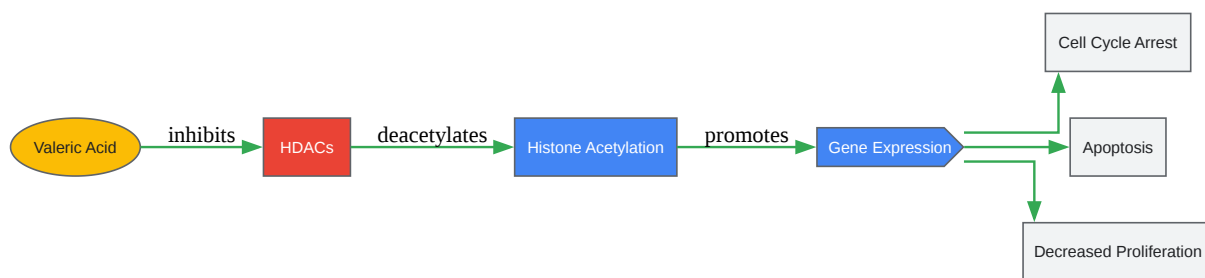 Cell Cycle Arrest
Valeric Acid
inhibits
HDACs
deacetylates
Histone Acetylation
promotes
Gene Expression
Apoptosis
Decreased Proliferation